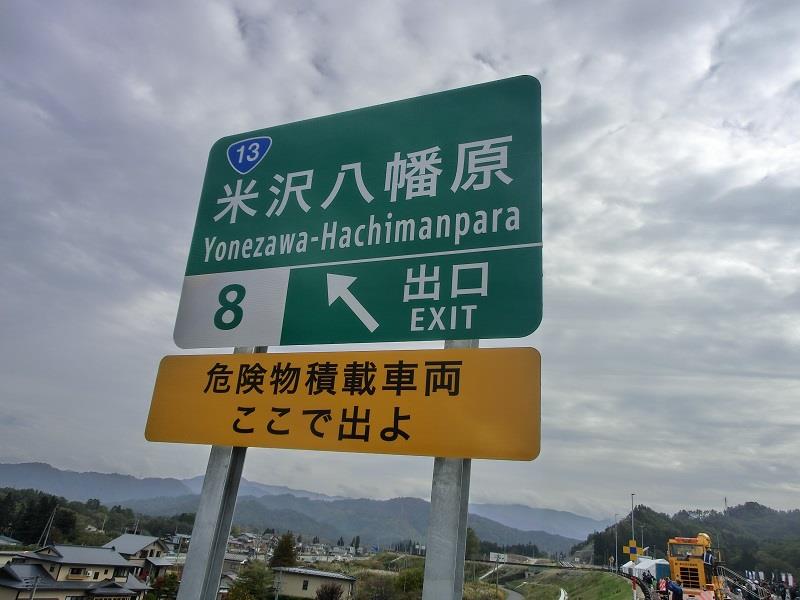 13
米沢八幡原
Yonezawa-Hachimanpara
8
出口
EXIT
危険物積載車両
ここで出よ